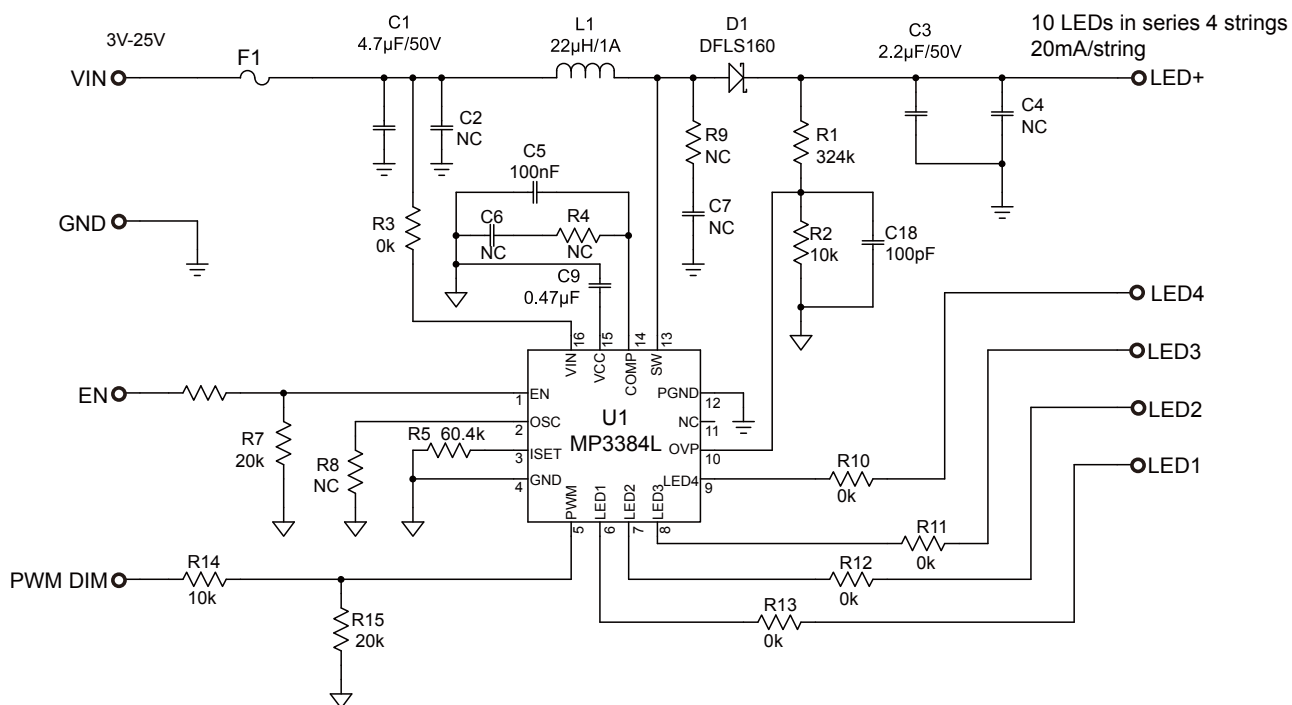 3V-25V
VIN
F1
C1
4.7µF/50V
L1
22µH/1A
D1
DFLS160
C3
2.2µF/50V
10 LEDs in series 4 strings
20mA/string
LED+
C2
NC
C4
NC
R9
NC
R1
324k
C5
100nF
GND
R3
0k
C6
NC
R4
NC
C7
NC
R2
10k
C18
100pF
C9
0.47µF
LED4
LED3
LED2
LED1
16
15
14
13
VIN
VCC
COMP
SW
EN
1
EN
2
OSC
3
ISET
4
GND
U1
MP3384L
PGND
12
NC
11
OVP
10
LED4
9
R7
20k
R8
NC
R5
60.4k
PWM
LED1
LED2
LED3
5
6
7
8
R10
0k
R11
0k
R12
0k
R13
0k
PWM DIM
R14
10k
R15
20k